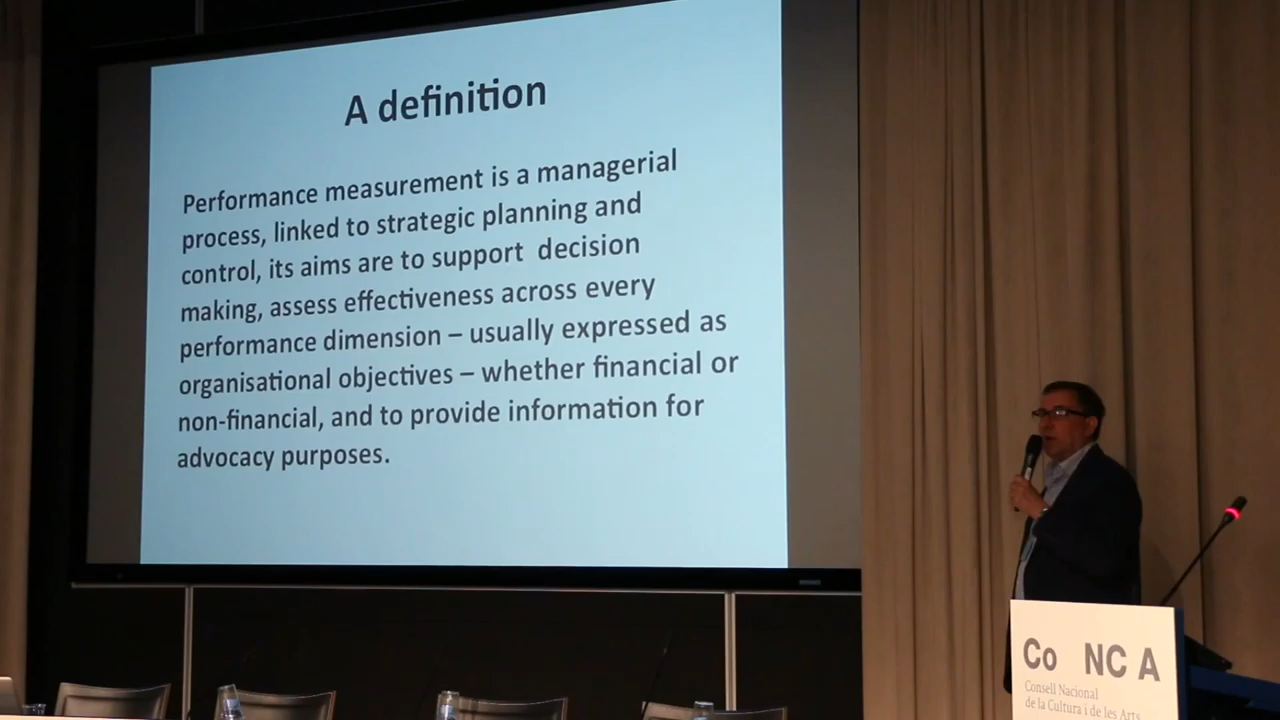 A definition
Performance measurement is a managerial
process, linked to strategic planning and
control, its aims are to support decision
making, assess effectiveness across every
performance dimension – usually expressed as
organisational objectives – whether financial or
non-financial, and to provide information for
advocacy purposes.
Co NC A
Consell Nacional
de la Cultura i de les Arts